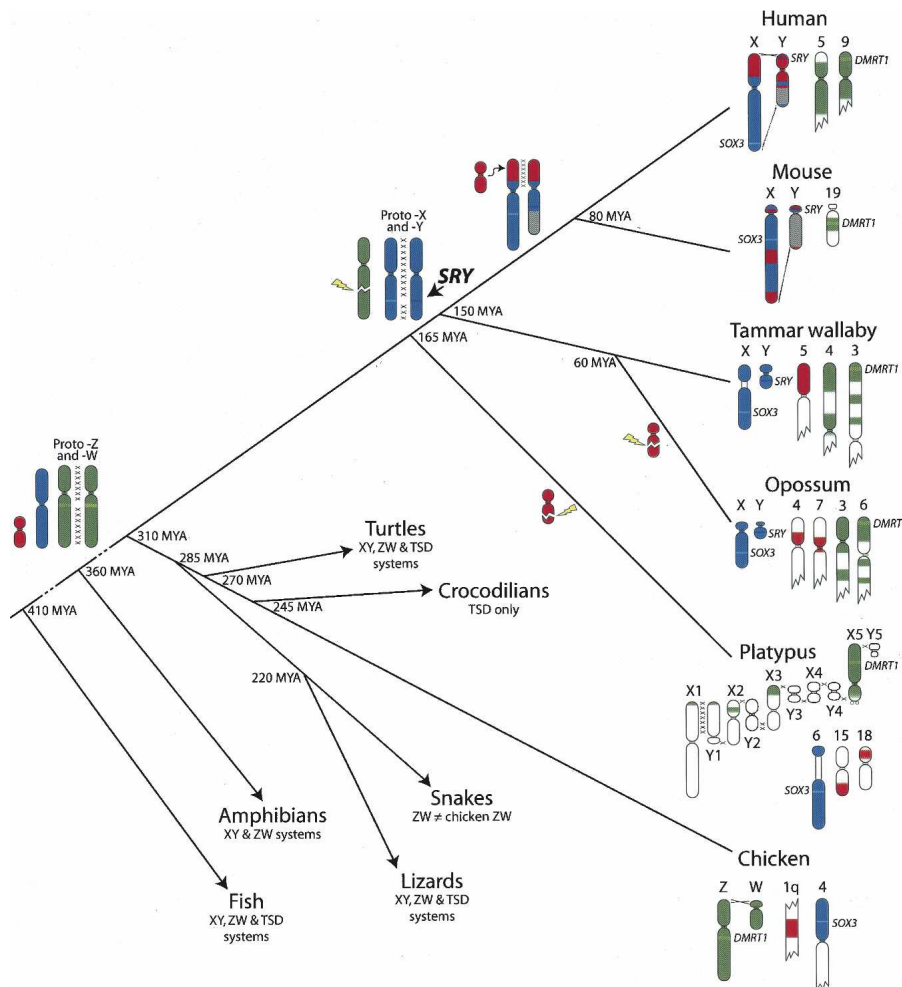 Human
X Y 5 9
SRY
DMRT1
SOX3
Mouse
X Y 19
SRY
SOX3
DMRT1
80 MYA
Proto -X
and -Y
SRY
150 MYA
165 MYA
Tammar wallaby
X Y 5 4 3
DMRT1
SRY
SOX3
60 MYA
Opossum
X Y 4 7 3 6
DMRT
SRY
SOX3
Proto -Z
and -W
310 MYA
285 MYA
270 MYA
245 MYA
360 MYA
410 MYA
220 MYA
Turtles
XY, ZW & TSD
systems
Crocodilians
TSD only
Platypus
X1 Y1 X2 Y2 X3 Y3 X4 Y4 X5 Y5
DMRT1
6 15 18
SOX3
Snakes
ZW ≠ chicken ZW
Amphibians
XY & ZW systems
Lizards
XY, ZW & TSD
systems
Fish
XY, ZW & TSD
systems
Chicken
Z W 1q 4
DMRT1
SOX3